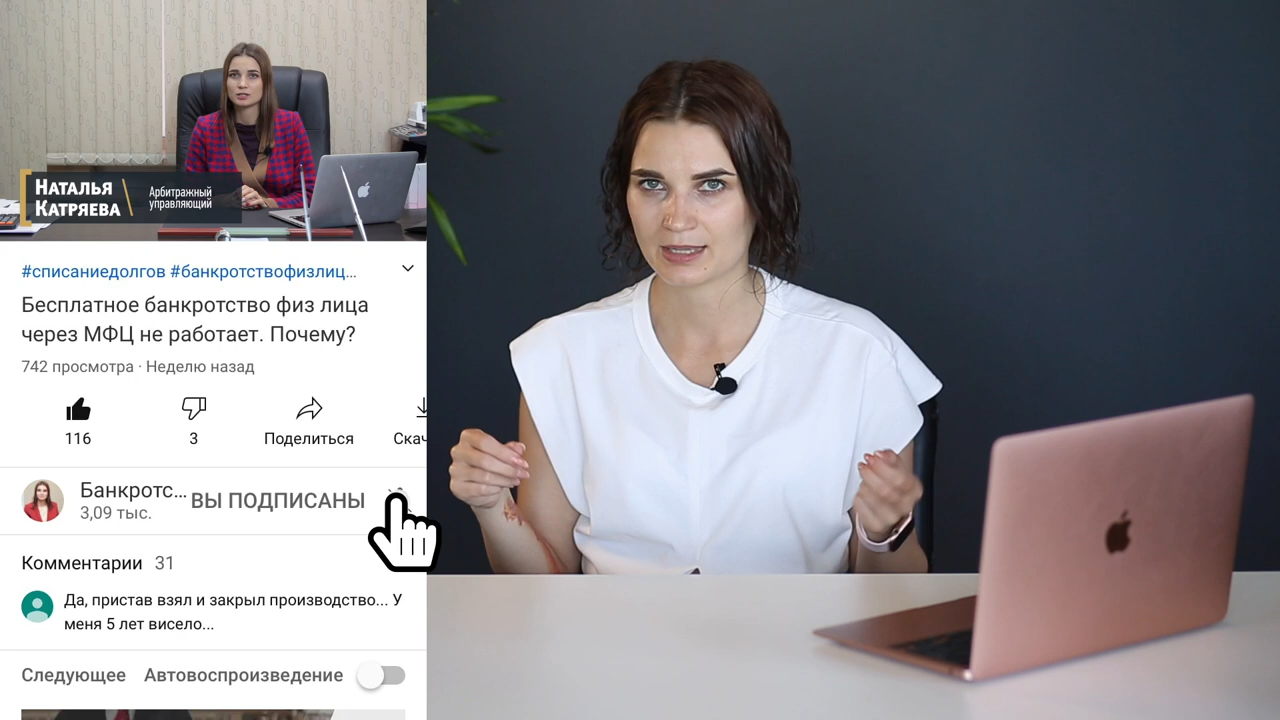 НАТАЛЬЯ
КАТРЯЕВА
Арбитражный
управляющий
#списаниедолгов #банкротствофизлиц...
Бесплатное банкротство физ лица
через МФЦ не работает. Почему?
742 просмотра · Неделю назад
116
3
Поделиться
Скач
Банкротс...
ВЫ ПОДПИСАНЫ
3,09 тыс.
Комментарии 31
Да, пристав взял и закрыл производство... У
меня 5 лет висело...
Следующее Автовоспроизведение